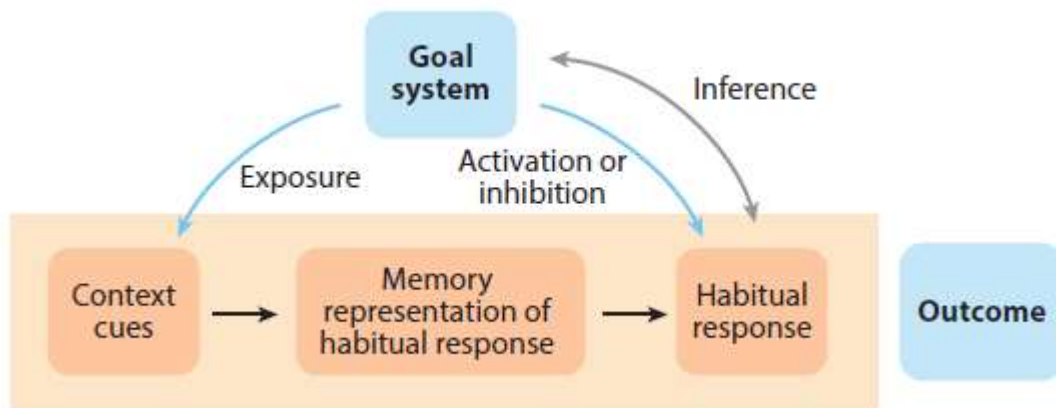 Goal
system
Inference
Exposure
Activation or
inhibition
Context
cues
Memory
representation of
habitual response
Habitual
response
Outcome